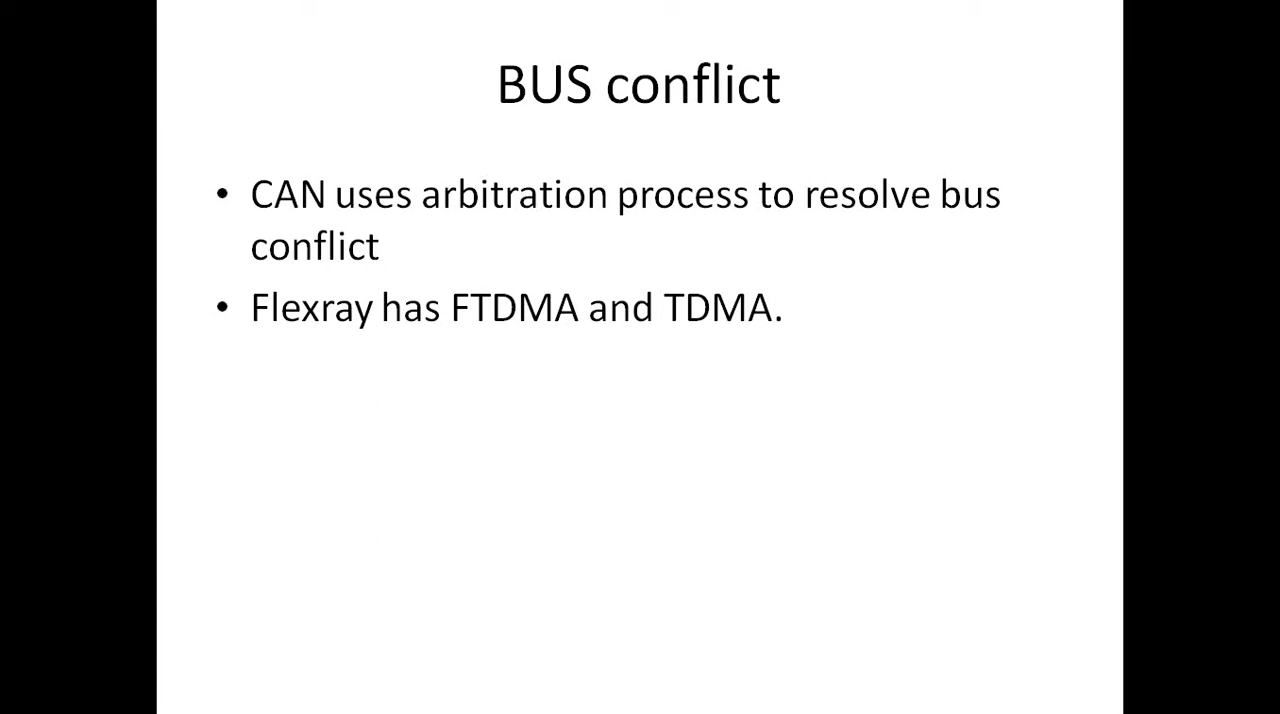 BUS conflict
• CAN uses arbitration process to resolve bus
conflict
• Flexray has FTDMA and TDMA.